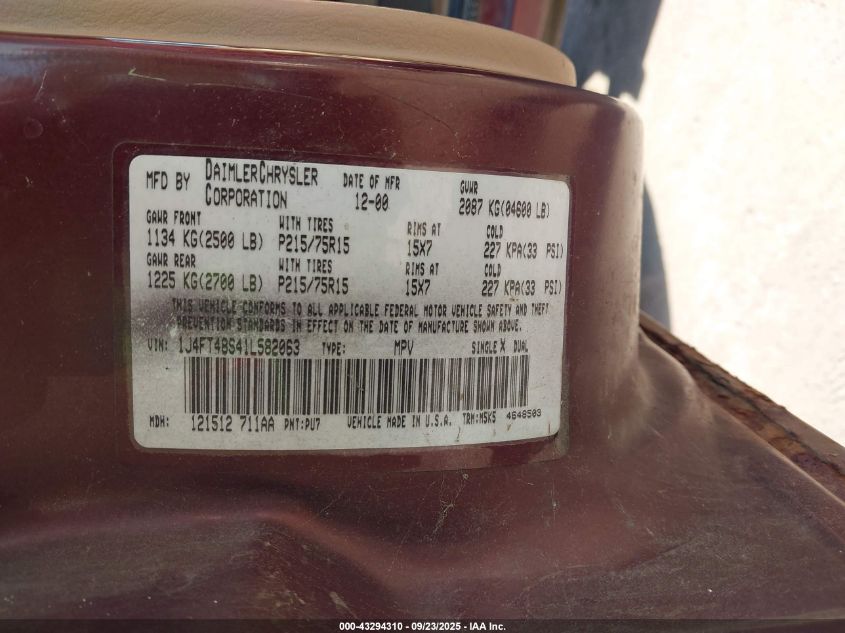 MFD BY DAIMLERCHRYSLER CORPORATION DATE OF MFR 12-00 GVWR 2087 KG(04600 LB)
GAWR FRONT WITH TIRES RIMS AT COLD
1134 KG(2500 LB) P215/75R15 15X7 227 KPA(33 PSI)
GAWR REAR WITH TIRES RIMS AT COLD
1225 KG(2700 LB) P215/75R15 15X7 227 KPA(33 PSI)
THIS VEHICLE CONFORMS TO ALL APPLICABLE FEDERAL MOTOR VEHICLE SAFETY AND THEFT
PREVENTION STANDARDS IN EFFECT ON THE DATE OF MANUFACTURE SHOWN ABOVE.
VIN: 1J4FT48S41L582063 TYPE: MPV SINGLE X DUAL
MDH: 121512 711AA PNT:PU7 VEHICLE MADE IN U.S.A. TRM:M5K5 4648503
000-43294310 - 09/23/2025 - IAA Inc.